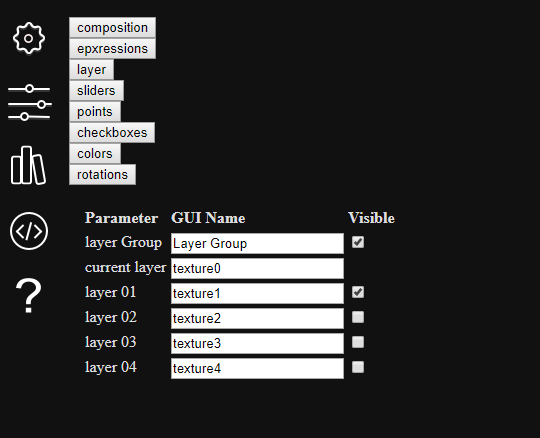 composition
epxressions
layer
sliders
points
checkboxes
colors
rotations
Parameter GUI Name Visible
layer Group Layer Group
current layer texture0
layer 01 texture1
layer 02 texture2
layer 03 texture3
layer 04 texture4
</>
?